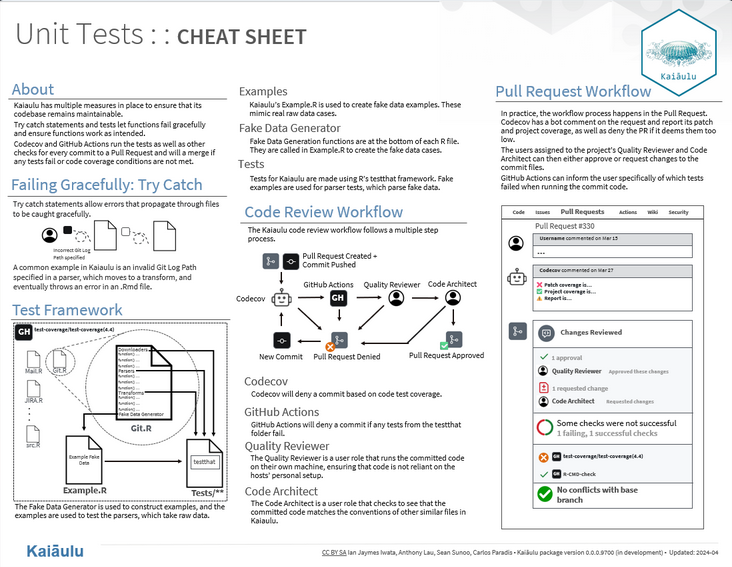 Unit Tests : : CHEAT SHEET
Kaiāulu
About
Kaiaulu has multiple measures in place to ensure that its
codebase remains maintainable.
Try catch statements and tests let functions fail gracefully
and ensure functions work as intended.
Codecov and GitHub Actions run the tests as well as other
checks for every commit to a Pull Request and will a merge if
any tests fail or code coverage conditions are not met.
Failing Gracefully: Try Catch
Try catch statements allow errors that propagate through files
to be caught gracefully.
Incorrect Git Log
Path specified
A common example in Kaiaulu is an invalid Git Log Path
specified in a parser, which moves to a transform, and
eventually throws an error in an .Rmd file.
Test Framework
GH test-coverage/test-coverage(4.4)
Mail.R
Git.R
JIRA.R
src.R
Downloaders
function() ...
function() ...
function() ...
Parsers
function() ...
function() ...
function() ...
Transforms
function() ...
function() ...
function() ...
Fake Data Generator
Git.R
Example Fake
Data
Example.R
testthat
Tests/**
The Fake Data Generator is used to construct examples, and the
examples are used to test the parsers, which take raw data.
Examples
Kaiaulu's Example.R is used to create fake data examples. These
mimic real raw data cases.
Fake Data Generator
Fake Data Generation functions are at the bottom of each R file.
They are called in Example.R to create the fake data cases.
Tests
Tests for Kaiaulu are made using R's testthat framework. Fake
examples are used for parser tests, which parse fake data.
Code Review Workflow
The Kaiaulu code review workflow follows a multiple step
process.
Pull Request Created +
Commit Pushed
Codecov
GitHub Actions
Quality Reviewer
Code Architect
GH
New Commit
Pull Request Denied
Pull Request Approved
Codecov
Codecov will deny a commit based on code test coverage.
GitHub Actions
GitHub Actions will deny a commit if any tests from the testthat
folder fail.
Quality Reviewer
The Quality Reviewer is a user role that runs the committed code
on their own machine, ensuring that code is not reliant on the
hosts' personal setup.
Code Architect
The Code Architect is a user role that checks to see that the
committed code matches the conventions of other similar files in
Kaiaulu.
Pull Request Workflow
In practice, the workflow process happens in the Pull Request.
Codecov has a bot comment on the request and report its patch
and project coverage, as well as deny the PR if it deems them too
low.
The users assigned to the project's Quality Reviewer and Code
Architect can then either approve or request changes to the
commit files.
GitHub Actions can inform the user specifically of which tests
failed when running the commit code.
Code Issues Pull Requests Actions Wiki Security
Pull Request #330
Username commented on Mar 15
...
Codecov commented on Mar 27
Patch coverage is...
Project coverage is...
Report is...
Changes Reviewed
1 approval
Quality Reviewer Approved these changes
1 requested change
Code Architect Requested changes
Some checks were not successful
1 failing, 1 successful checks
GH test-coverage/test-coverage(4.4)
GH R-CMD-check
No conflicts with base
branch
Kaiāulu
CC BY SA Ian Jaymes Iwata, Anthony Lau, Sean Sunoo, Carlos Paradis • Kaiāulu package version 0.0.0.9700 (in development) • Updated: 2024-04